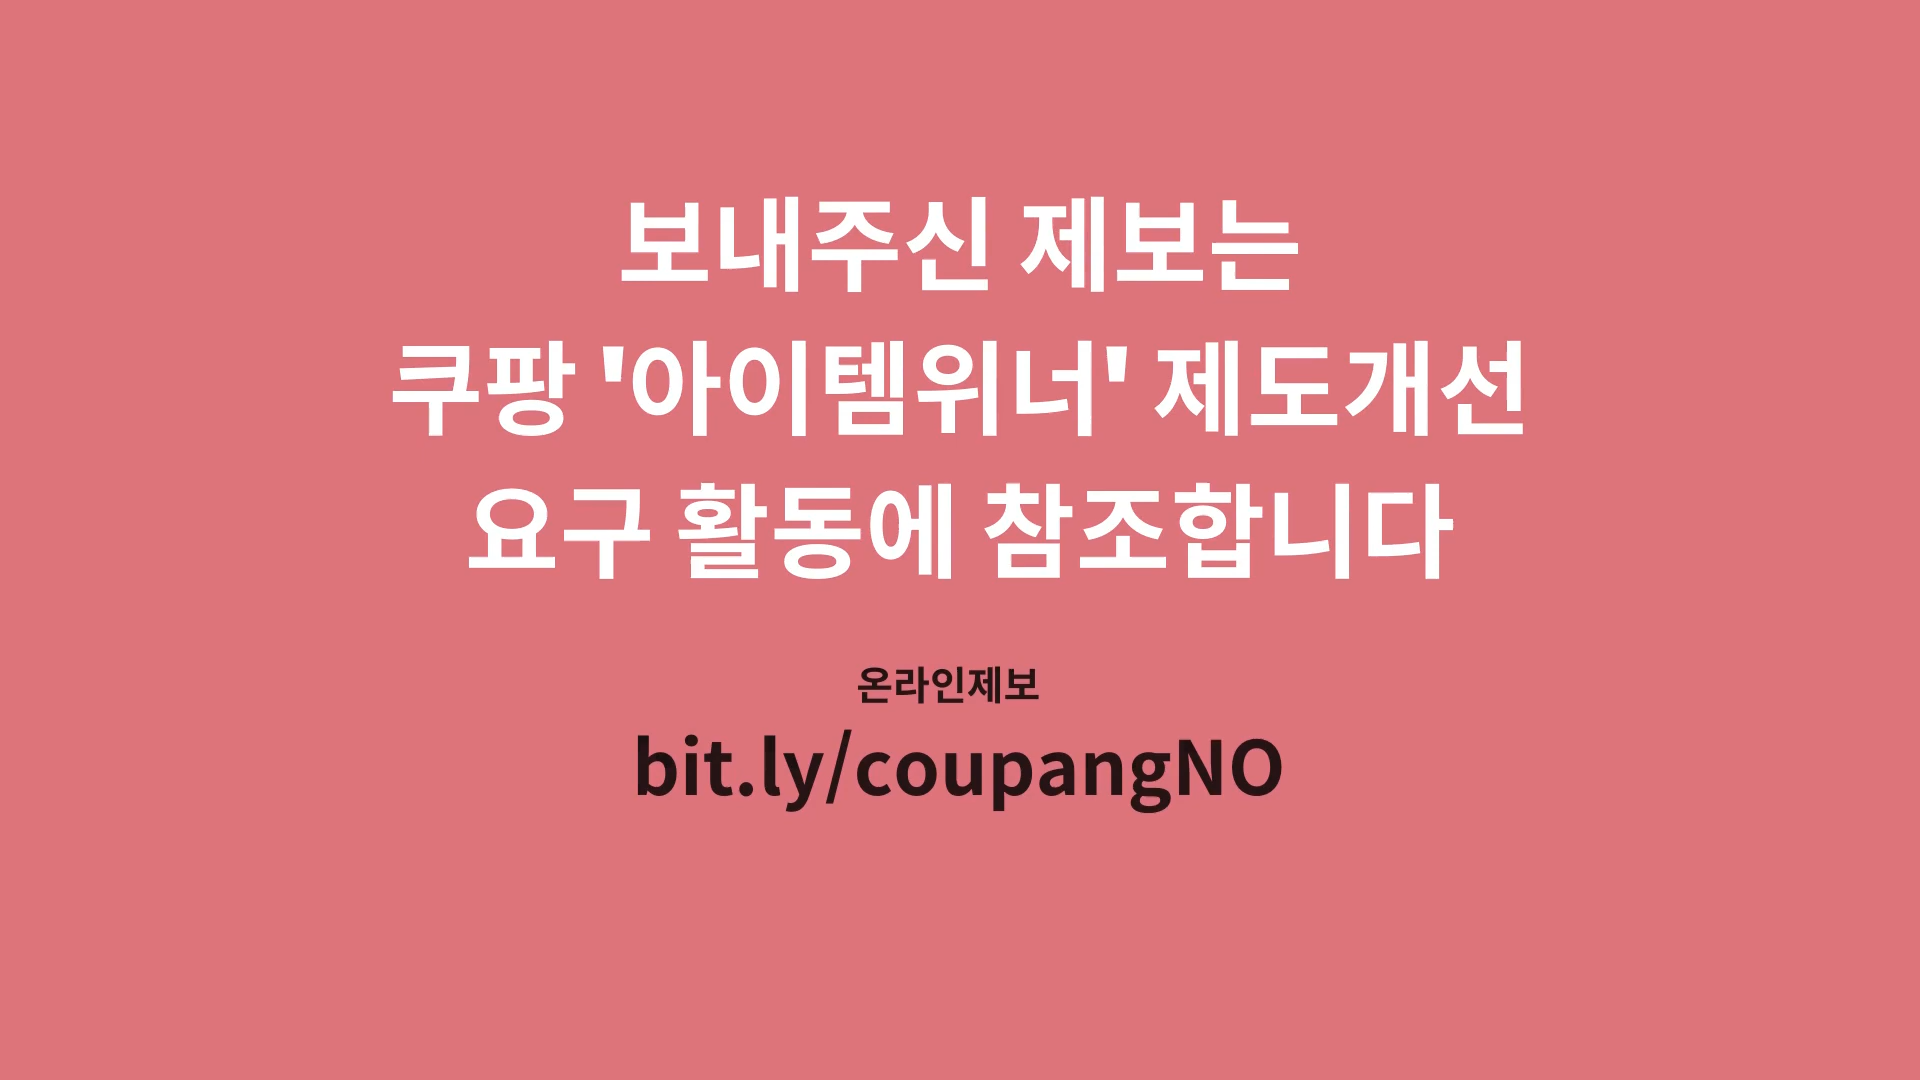 보내주신 제보는
쿠팡 '아이템위너' 제도개선
요구 활동에 참조합니다
온라인제보
bit.ly/coupangNO